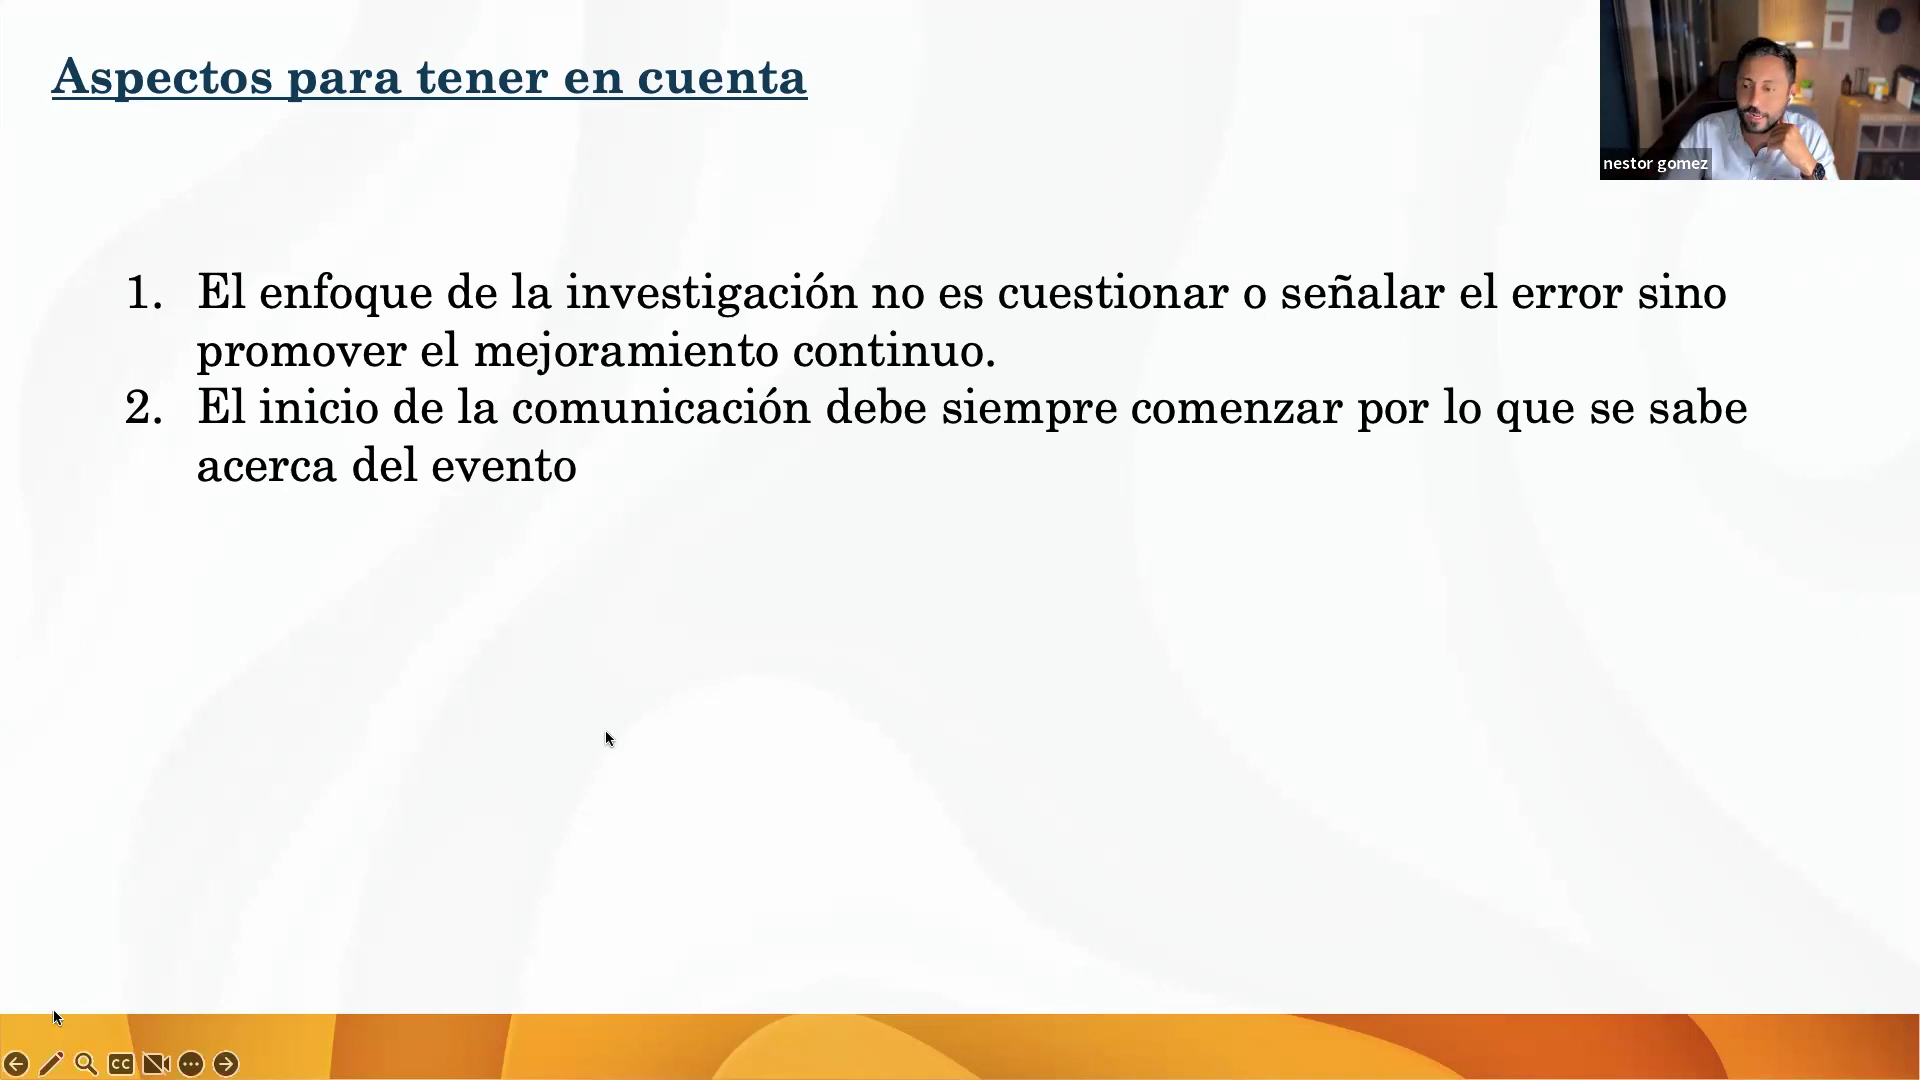 Aspectos para tener en cuenta
nestor gomez
1. El enfoque de la investigación no es cuestionar o señalar el error sino
promover el mejoramiento continuo.
2. El inicio de la comunicación debe siempre comenzar por lo que se sabe
acerca del evento
CC